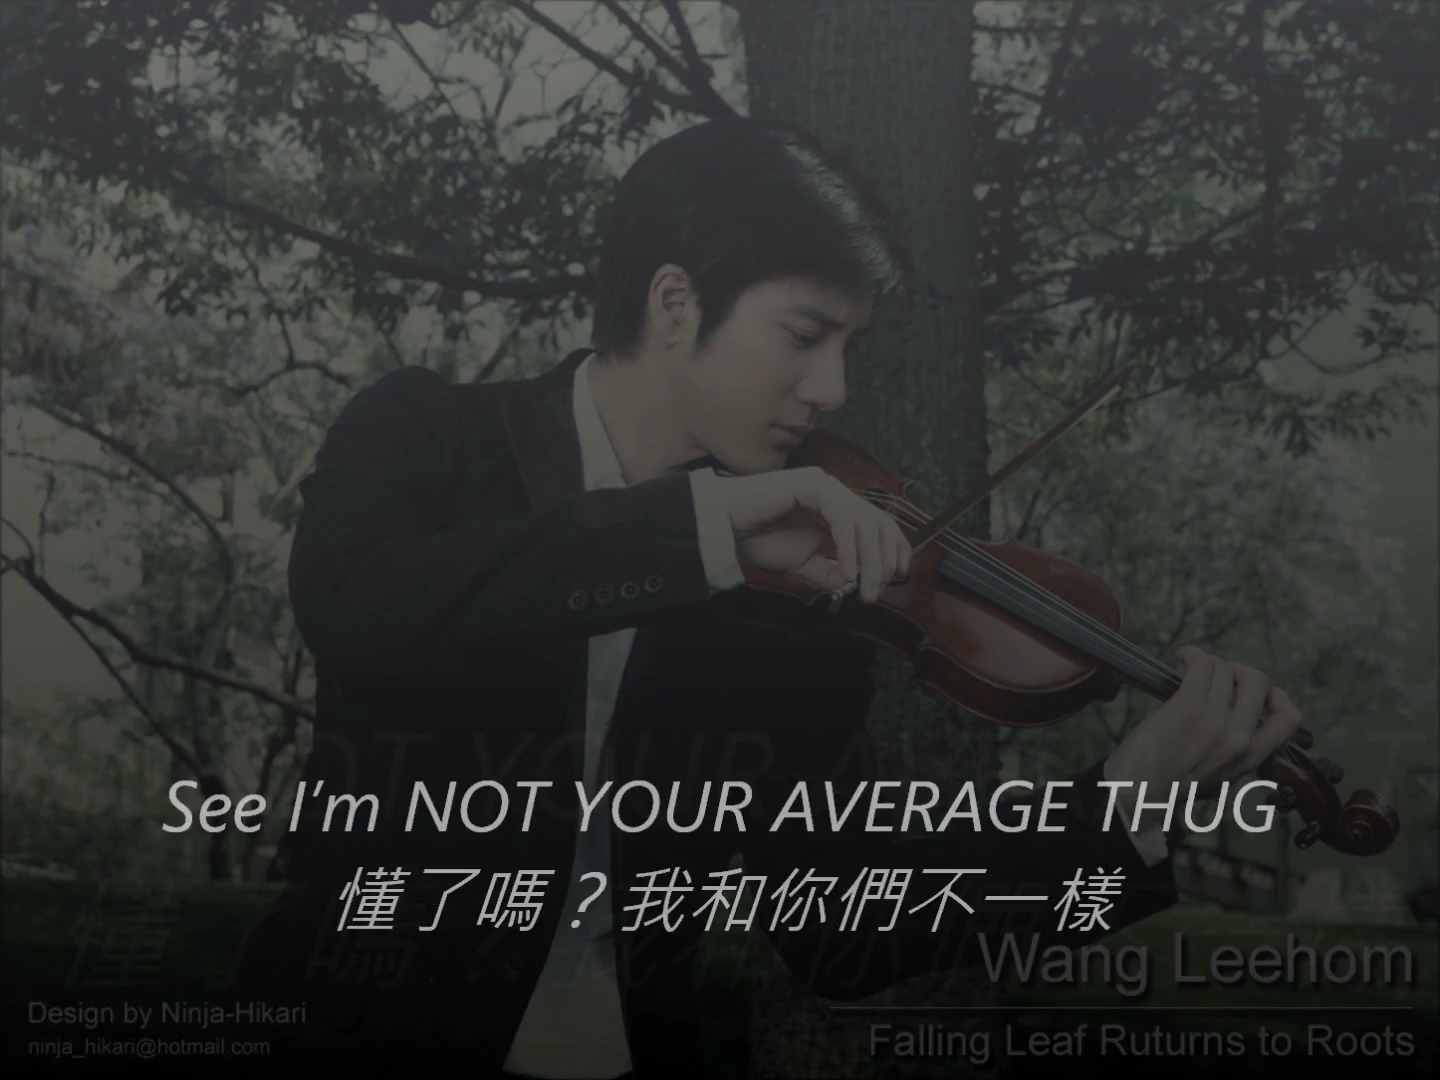 See I'm NOT YOUR AVERAGE THUG
懂了嗎？我和你們不一樣
Wang Leehom
Design by Ninja-Hikari
ninja_hikari@hotmail.com
Falling Leaf Ruturns to Roots